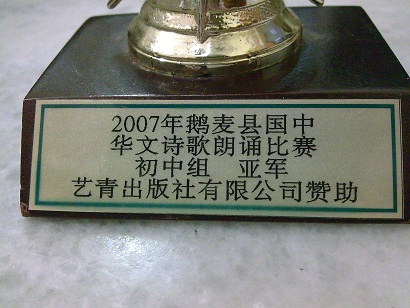 2007年鹅麦县国中
华文诗歌朗诵比赛
初中组 亚军
艺青出版社有限公司赞助